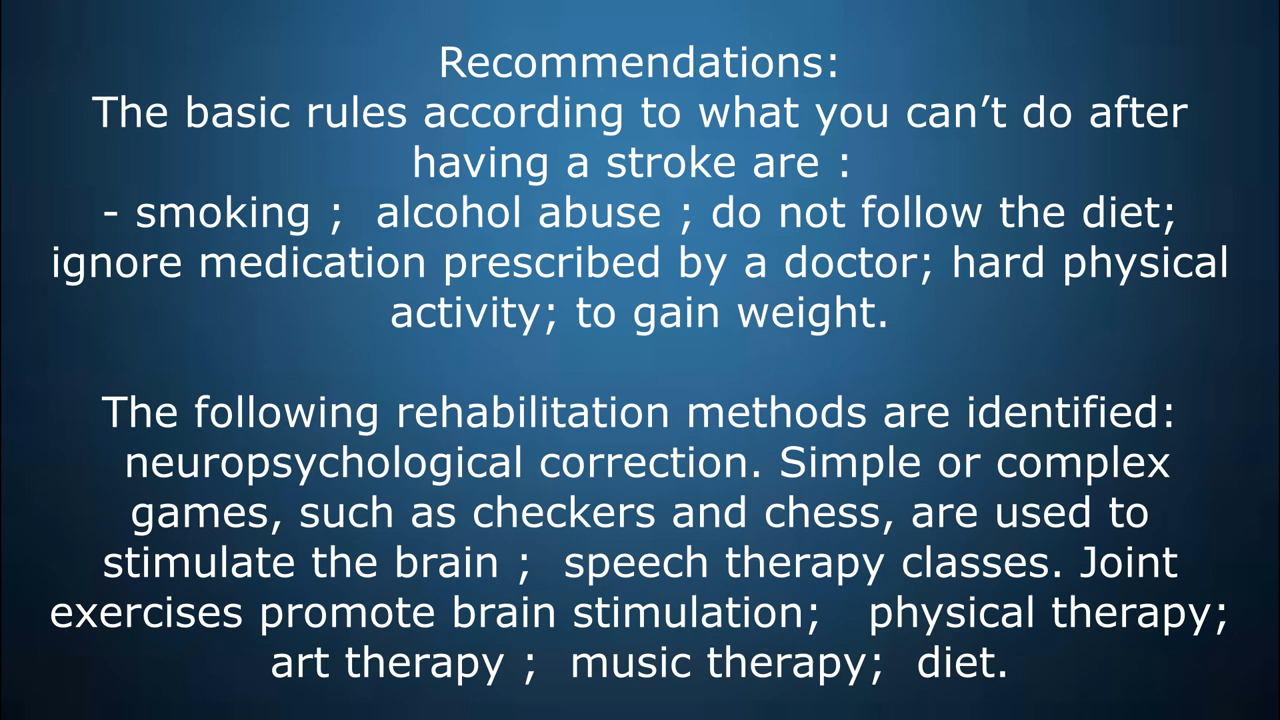 Recommendations:
The basic rules according to what you can’t do after
having a stroke are :
- smoking ; alcohol abuse ; do not follow the diet;
ignore medication prescribed by a doctor; hard physical
activity; to gain weight.
The following rehabilitation methods are identified:
neuropsychological correction. Simple or complex
games, such as checkers and chess, are used to
stimulate the brain ; speech therapy classes. Joint
exercises promote brain stimulation; physical therapy;
art therapy ; music therapy; diet.